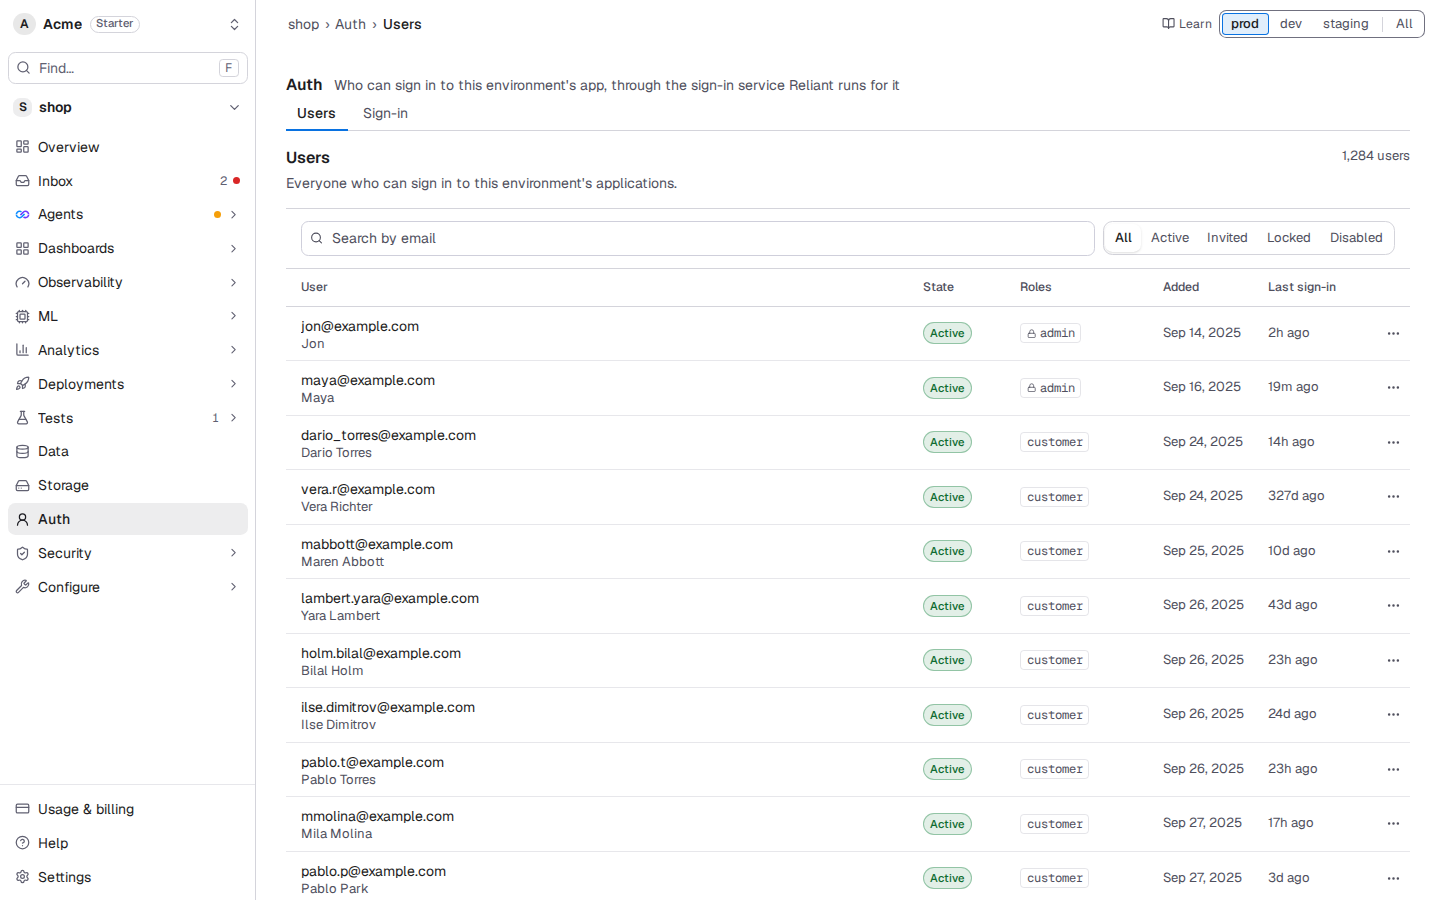 A Acme Starter
Find... F
S shop
Overview
Inbox 2
Agents
Dashboards
Observability
ML
Analytics
Deployments
Tests 1
Data
Storage
Auth
Security
Configure
Usage & billing
Help
Settings
shop › Auth › Users
Learn prod dev staging All
Auth Who can sign in to this environment's app, through the sign-in service Reliant runs for it
Users Sign-in
Users 1,284 users
Everyone who can sign in to this environment's applications.
Search by email All Active Invited Locked Disabled
User State Roles Added Last sign-in
jon@example.com Active admin Sep 14, 2025 2h ago
Jon
maya@example.com Active admin Sep 16, 2025 19m ago
Maya
dario_torres@example.com Active customer Sep 24, 2025 14h ago
Dario Torres
vera.r@example.com Active customer Sep 24, 2025 327d ago
Vera Richter
mabbott@example.com Active customer Sep 25, 2025 10d ago
Maren Abbott
lambert.yara@example.com Active customer Sep 26, 2025 43d ago
Yara Lambert
holm.bilal@example.com Active customer Sep 26, 2025 23h ago
Bilal Holm
ilse.dimitrov@example.com Active customer Sep 26, 2025 24d ago
Ilse Dimitrov
pablo.t@example.com Active customer Sep 26, 2025 23h ago
Pablo Torres
mmolina@example.com Active customer Sep 27, 2025 17h ago
Mila Molina
pablo.p@example.com Active customer Sep 27, 2025 3d ago
Pablo Park